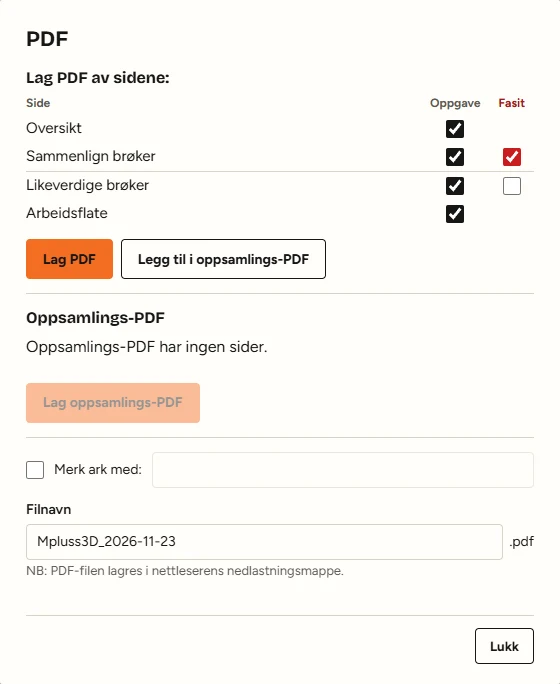 PDF
Lag PDF av sidene:
Side Oppgave Fasit
Oversikt
Sammenlign brøker
Likeverdige brøker
Arbeidsflate
Lag PDF Legg til i oppsamlings-PDF
Oppsamlings-PDF
Oppsamlings-PDF har ingen sider.
Lag oppsamlings-PDF
Merk ark med:
Filnavn
Mpluss3D_2026-11-23 .pdf
NB: PDF-filen lagres i nettleserens nedlastningsmappe.
Lukk